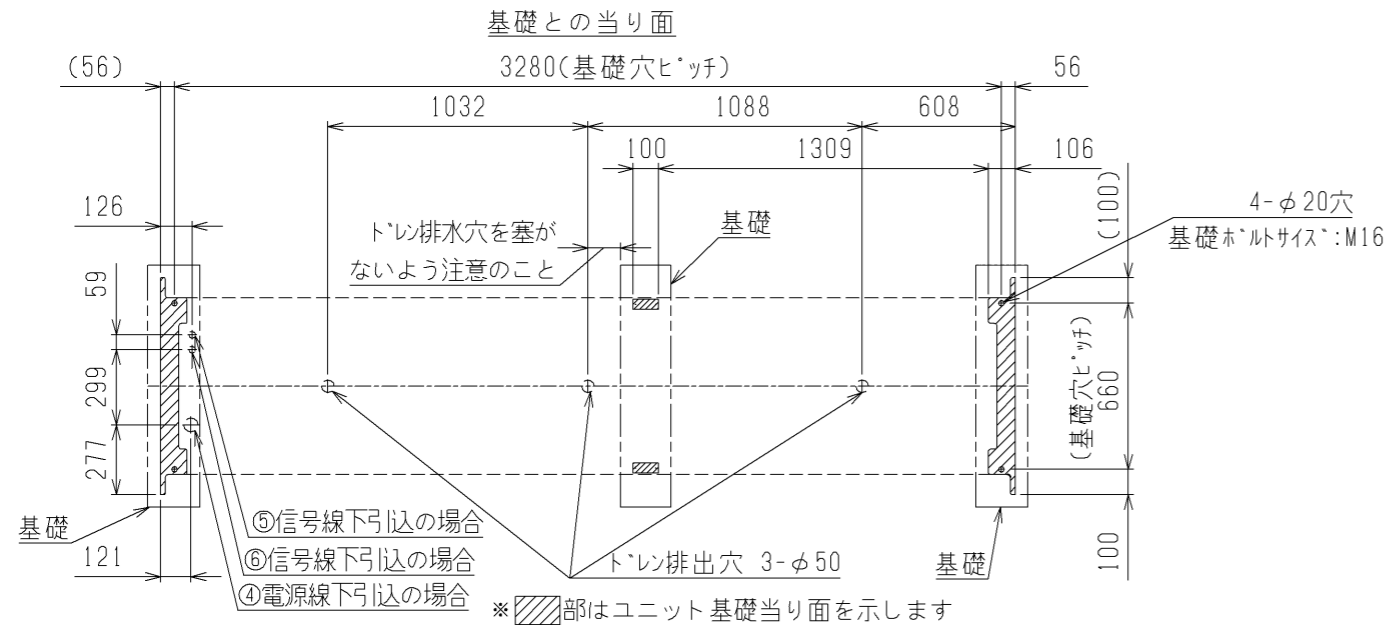 基礎との当り面
(56)
3280(基礎穴ﾋﾟｯﾁ)
56
1032
1088
608
100
1309
106
126
(100)
4-φ20穴
基礎ﾎﾞﾙﾄｻｲｽﾞ:M16
ﾄﾞﾚﾝ排水穴を塞が
ないよう注意のこと
基礎
59
299
277
660
(基礎穴ﾋﾟｯﾁ)
100
基礎
121
⑤信号線下引込の場合
⑥信号線下引込の場合
④電源線下引込の場合
ﾄﾞﾚﾝ排出穴 3-φ50
基礎
※部はユニット基礎当り面を示します